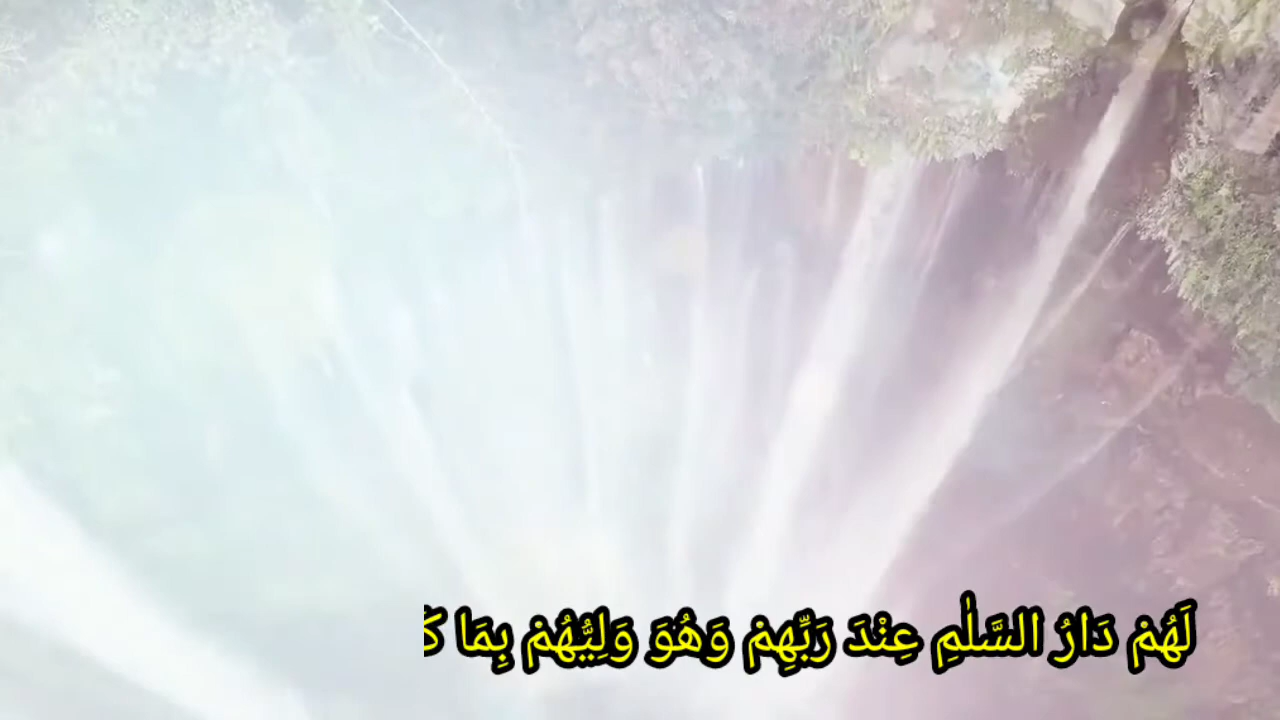 لَهُمْ دَارُ السَّلٰمِ عِنْدَ رَبِّهِمْ وَهُوَ وَلِيُّهُمْ بِمَا